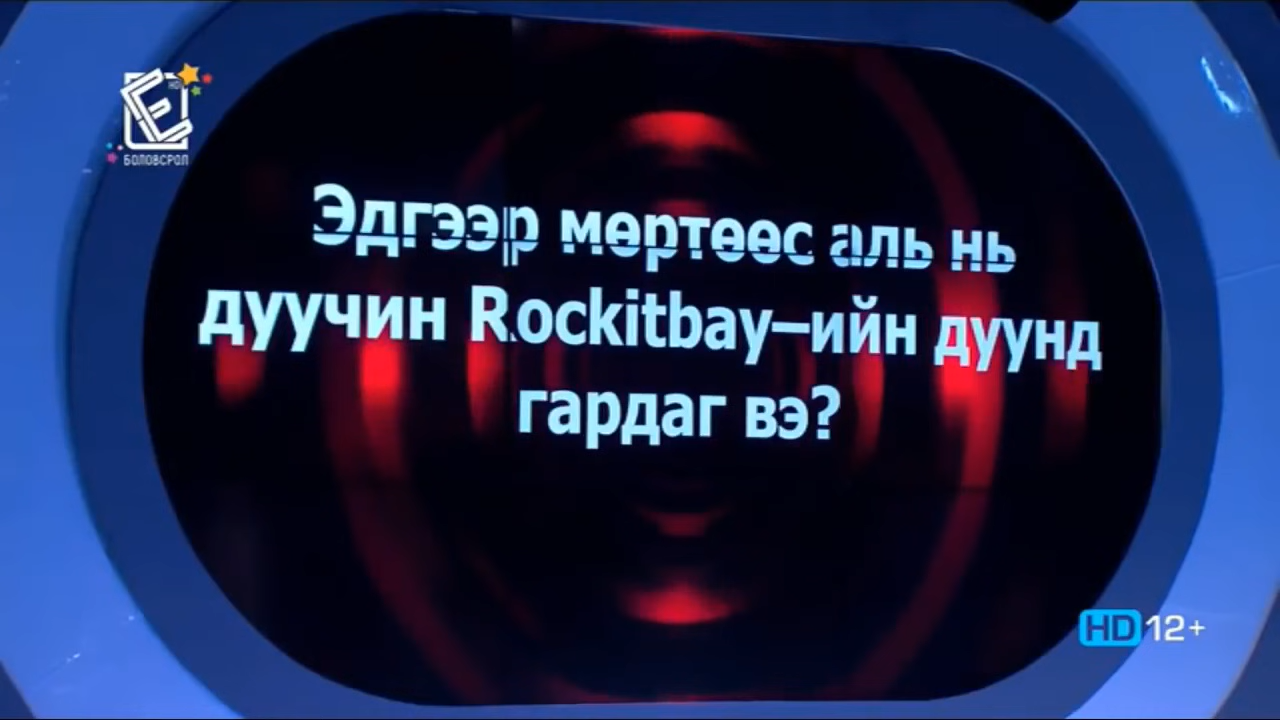 БОЛОВСРОЛ
Эдгээр мөртөөс аль нь
дуучин Rockitbay–ийн дуунд
гардаг вэ?
HD 12+